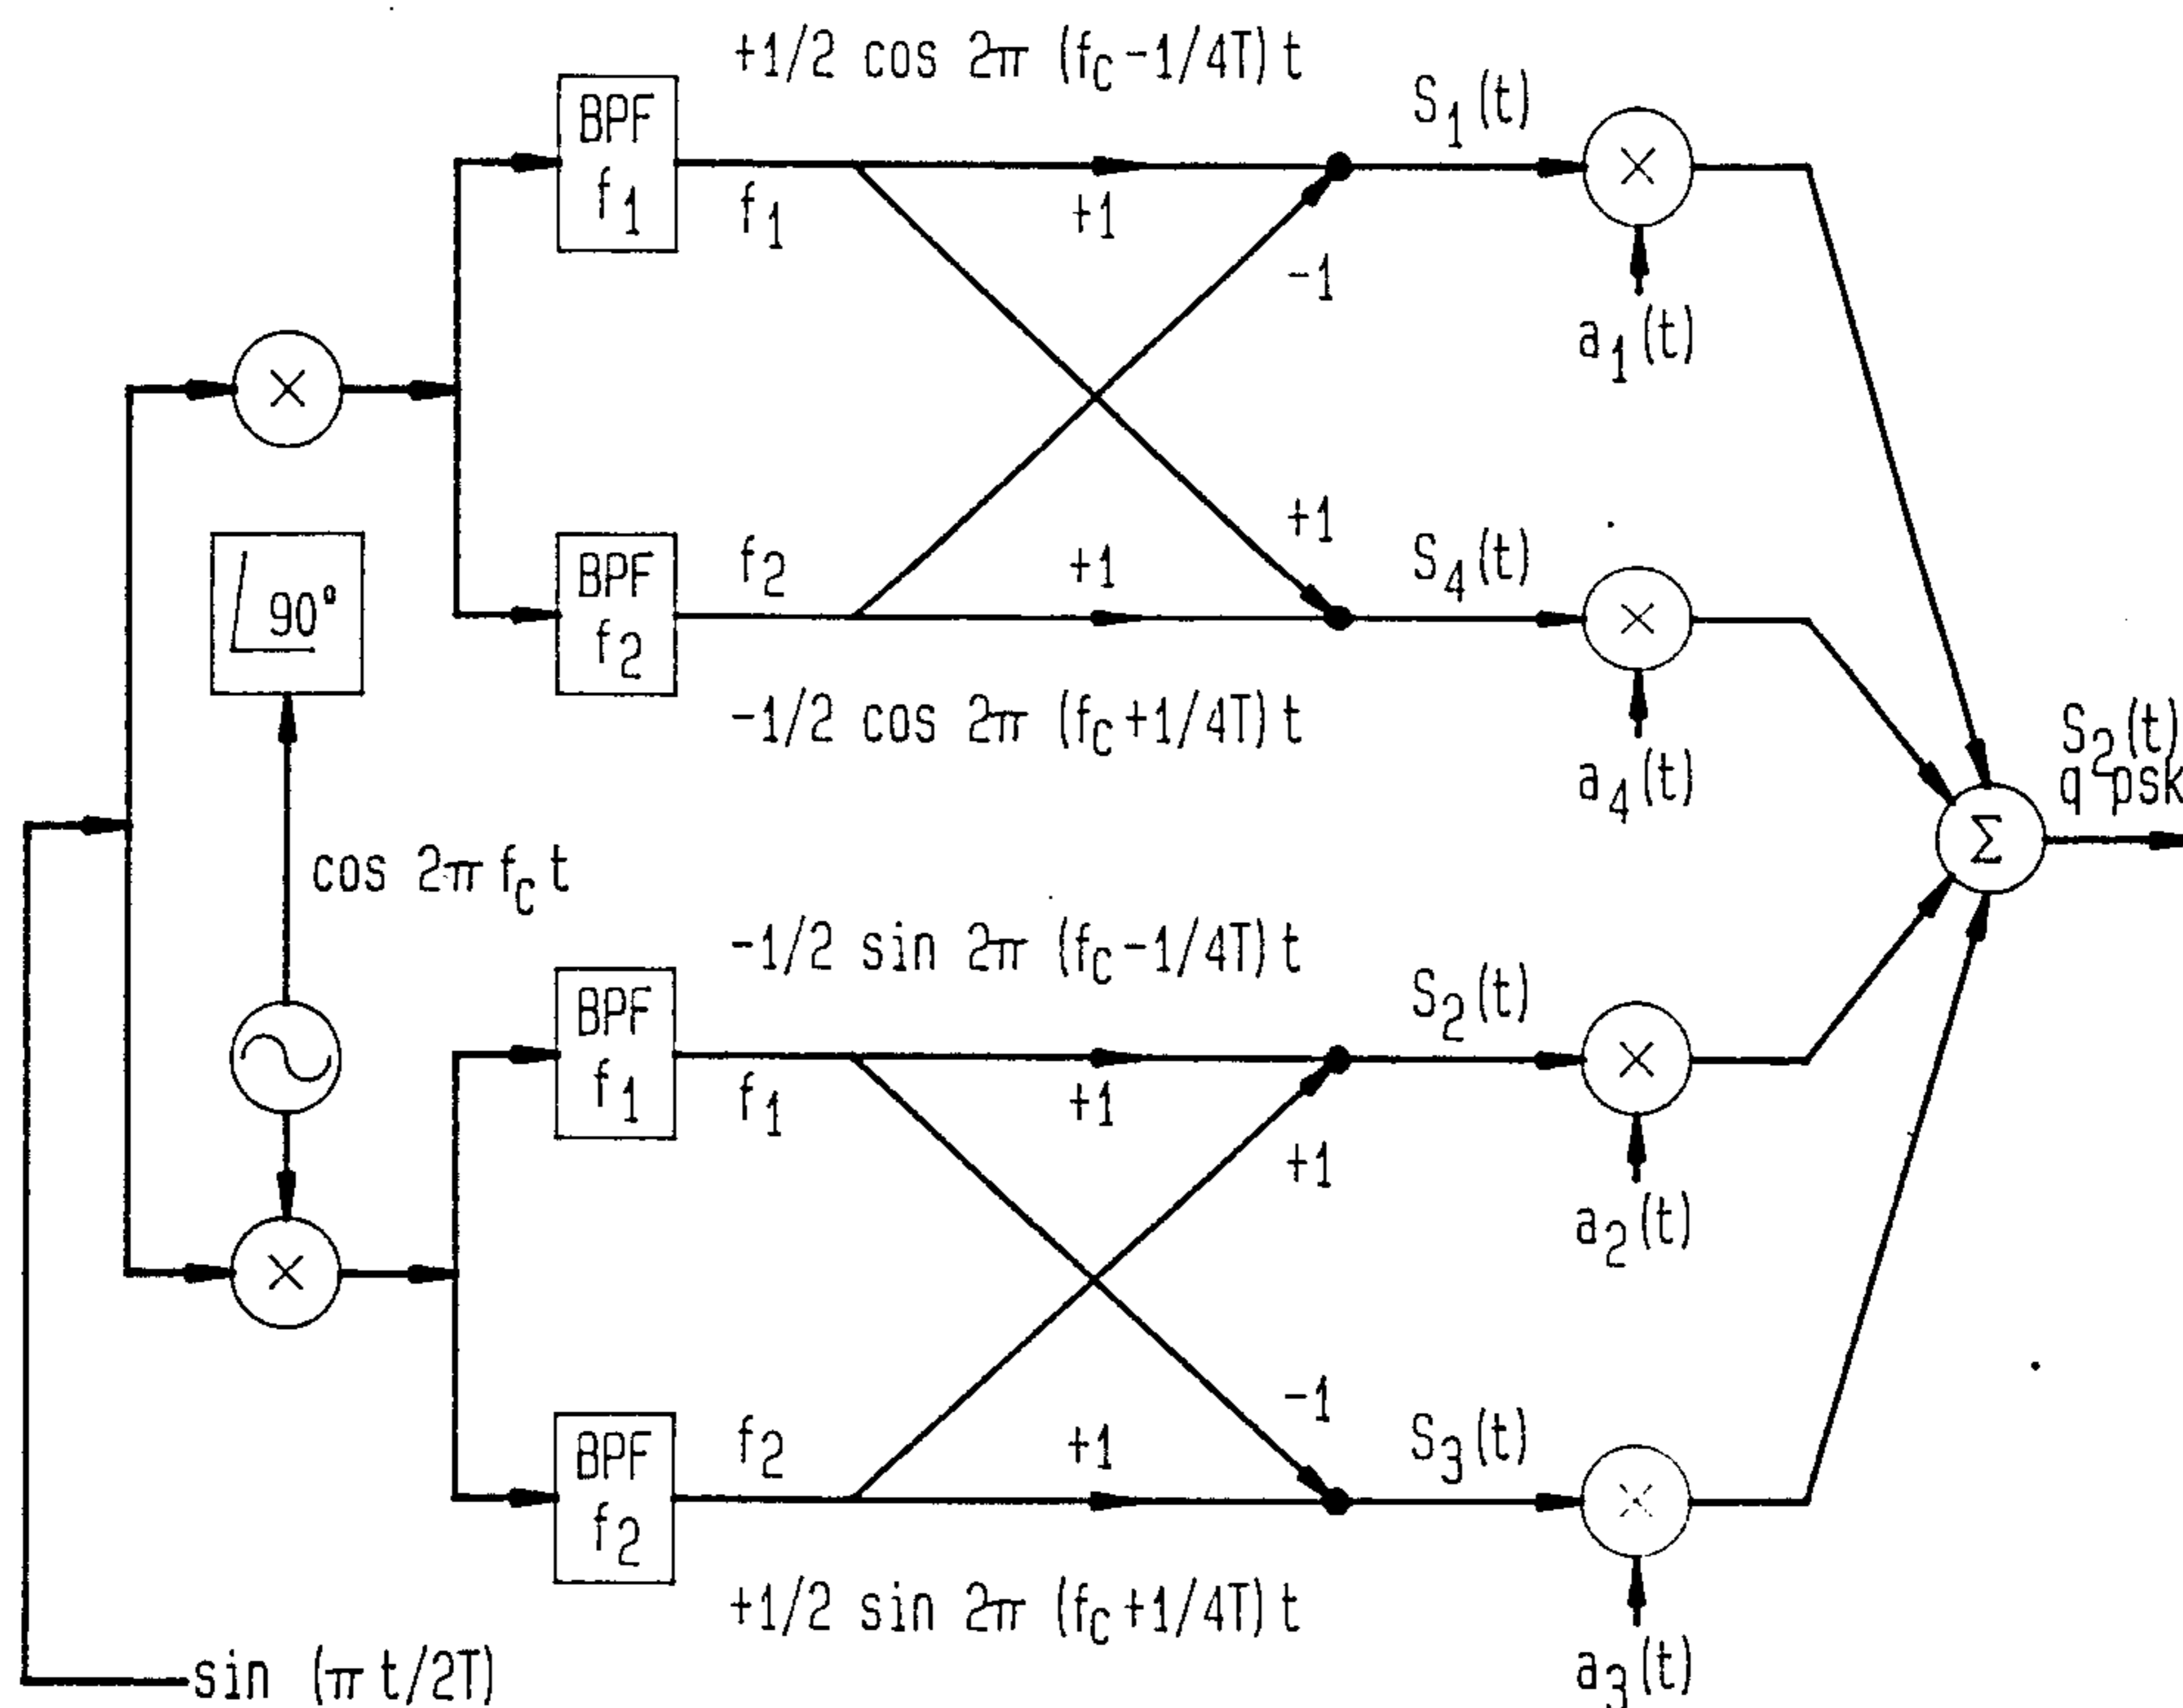 +1/2 cos 2π (fC-1/4T) t
BPF
f1
f1
+1
-1
S1(t)
×
a1(t)
×
90°
BPF
f2
f2
+1
+1
S4(t)
×
a4(t)
-1/2 cos 2π (fC+1/4T) t
cos 2π fC t
S2(t)
q psk
Σ
-1/2 sin 2π (fC-1/4T) t
BPF
f1
f1
+1
+1
S2(t)
×
a2(t)
×
BPF
f2
f2
+1
-1
S3(t)
×
a3(t)
+1/2 sin 2π (fC+1/4T) t
sin (π t/2T)